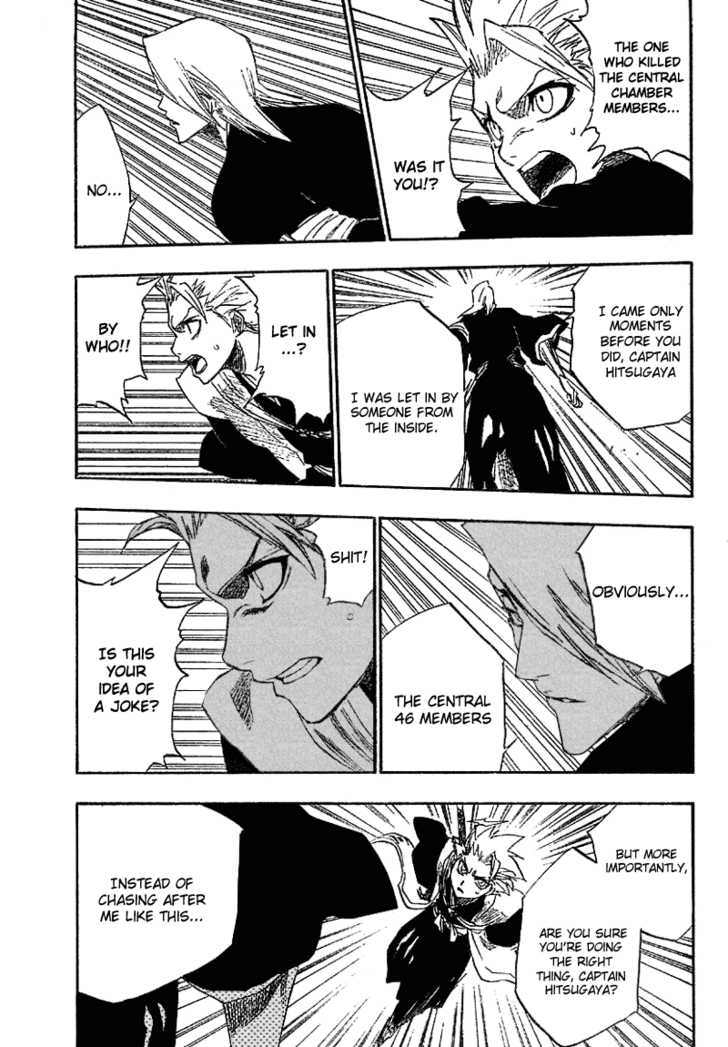 THE ONE
WHO KILLED
THE CENTRAL
CHAMBER
MEMBERS...
WAS IT
YOU!?
NO...
I CAME ONLY
MOMENTS
BEFORE YOU
DID, CAPTAIN
HITSUGAYA
I WAS LET IN BY
SOMEONE FROM
THE INSIDE.
LET IN
...?
BY
WHO!!
OBVIOUSLY...
THE CENTRAL
46 MEMBERS
SHIT!
IS THIS
YOUR
IDEA OF
A JOKE?
BUT MORE
IMPORTANTLY,
ARE YOU SURE
YOU'RE DOING
THE RIGHT
THING, CAPTAIN
HITSUGAYA?
INSTEAD OF
CHASING AFTER
ME LIKE THIS...